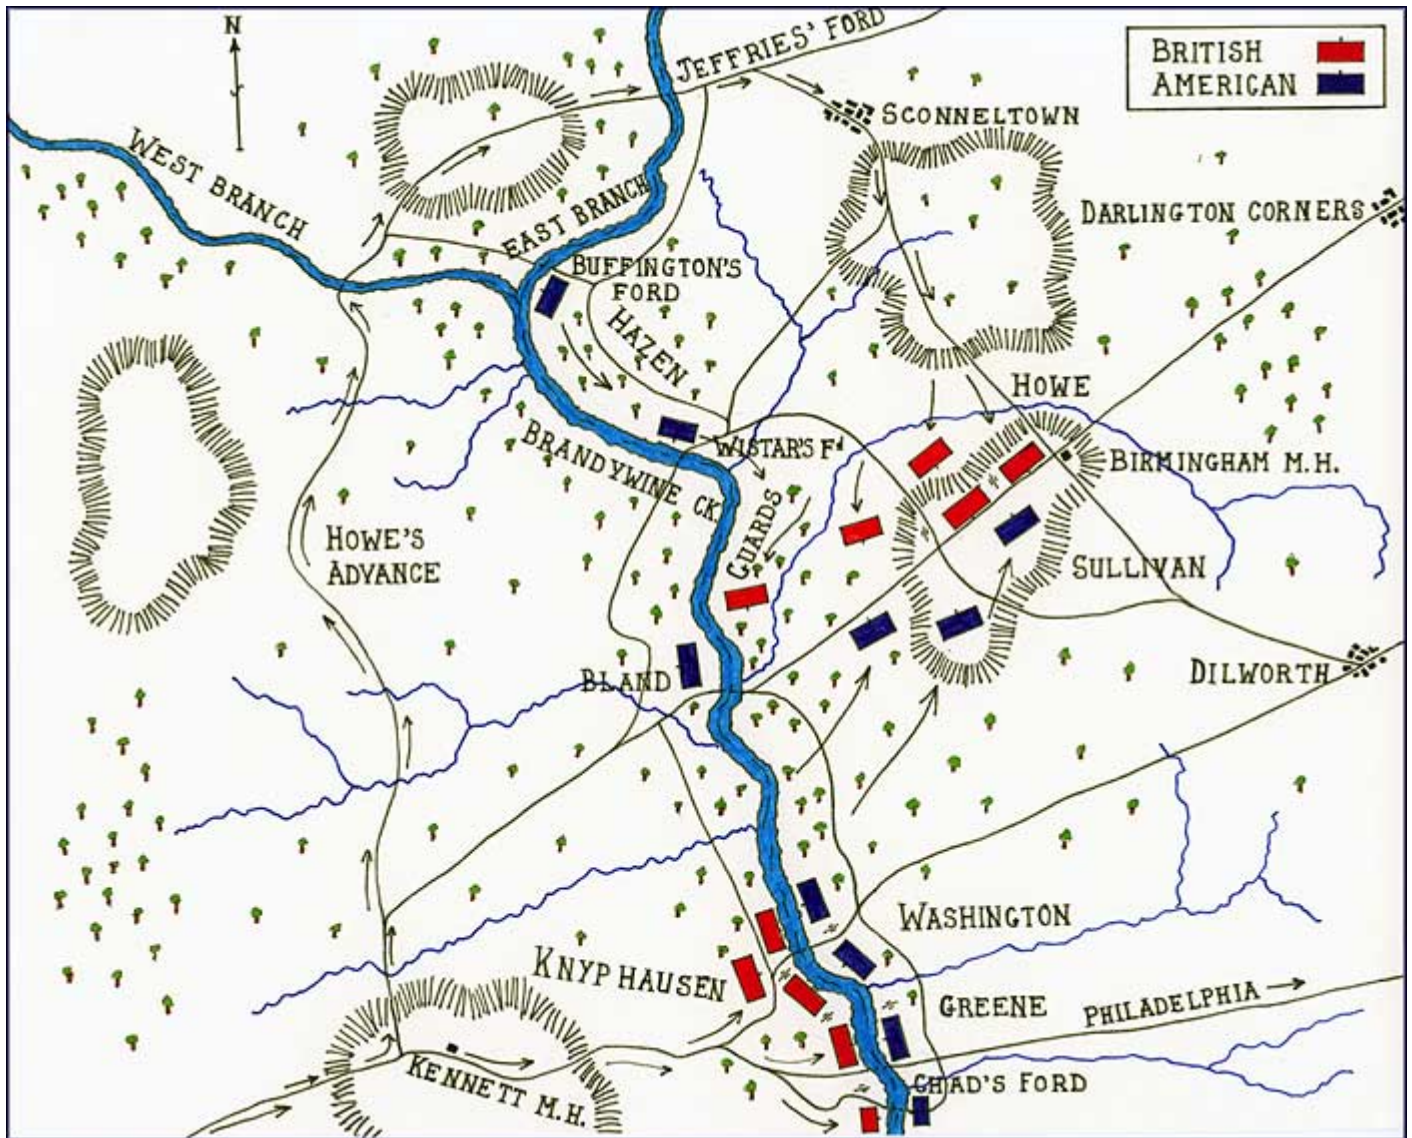 N
JEFFRIES' FORD
BRITISH
AMERICAN
SCONNELTOWN
WEST BRANCH
EAST BRANCH
DARLINGTON CORNERS
BUFFINGTON'S
FORD
HAZEN
HOWE
BRANDYWINE CK
WISTAR'S Fd
BIRMINGHAM M.H.
GUARDS
HOWE'S
ADVANCE
SULLIVAN
BLAND
DILWORTH
WASHINGTON
KNYPHAUSEN
GREENE
PHILADELPHIA
KENNETT M.H.
CHAD'S FORD